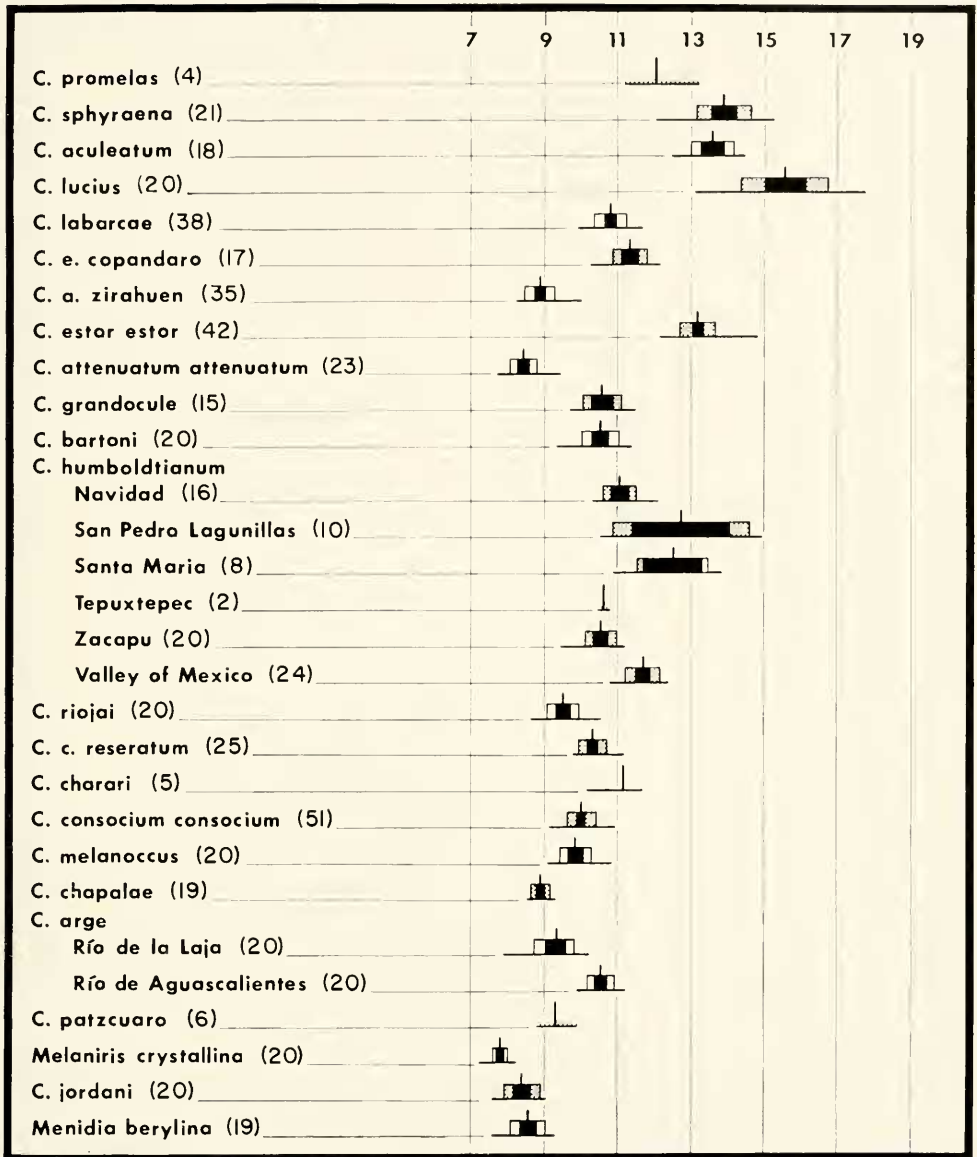 7 9 11 13 15 17 19
C. promelas (4)
C. sphyraena (21)
C. aculeatum (18)
C. lucius (20)
C. labarcae (38)
C. e. copandaro (17)
C. a. zirahuen (35)
C. estor estor (42)
C. attenuatum attenuatum (23)
C. grandocule (15)
C. bartoni (20)
C. humboldtianum
Navidad (16)
San Pedro Lagunillas (10)
Santa Maria (8)
Tepuxtepec (2)
Zacapu (20)
Valley of Mexico (24)
C. riojai (20)
C. c. reseratum (25)
C. charari (5)
C. consocium consocium (51)
C. melanoccus (20)
C. chapalae (19)
C. arge
Río de la Laja (20)
Río de Aguascalientes (20)
C. patzcuaro (6)
Melaniris crystallina (20)
C. jordani (20)
Menidia berylina (19)